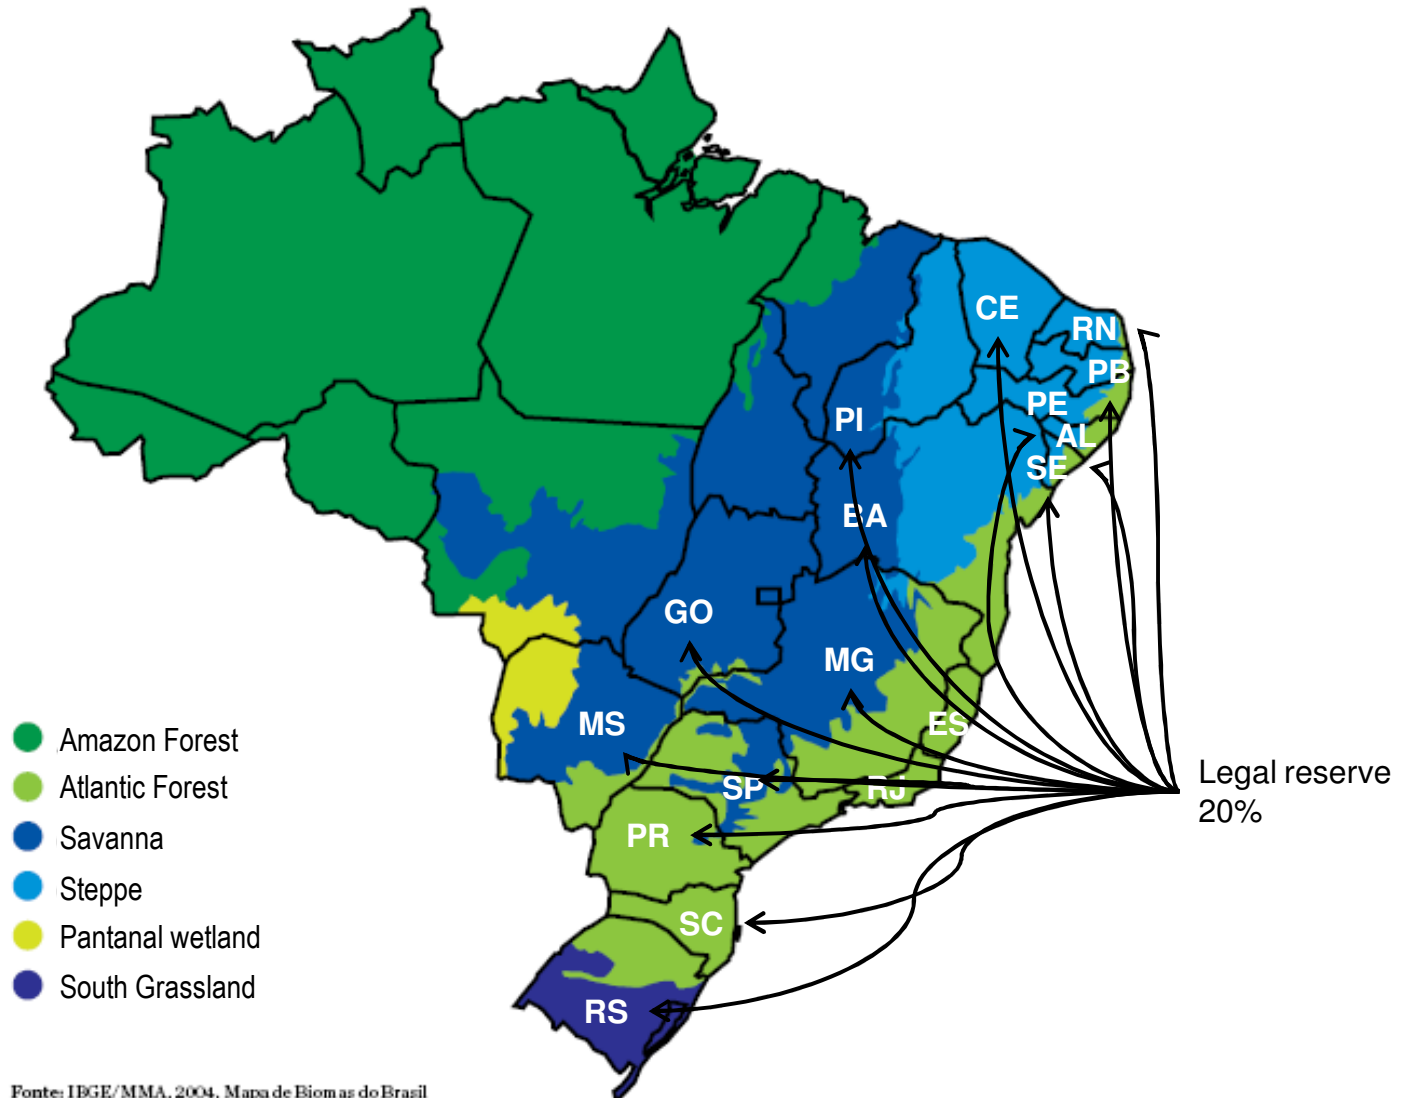 CE
RN
PB
PE
PI
AL
SE
BA
GO
MG
MS
ES
SP
RJ
PR
SC
RS
Amazon Forest
Atlantic Forest
Savanna
Steppe
Pantanal wetland
South Grassland
Legal reserve
20%
Fonte: IBGE/MMA, 2004. Mapa de Biomas do Brasil